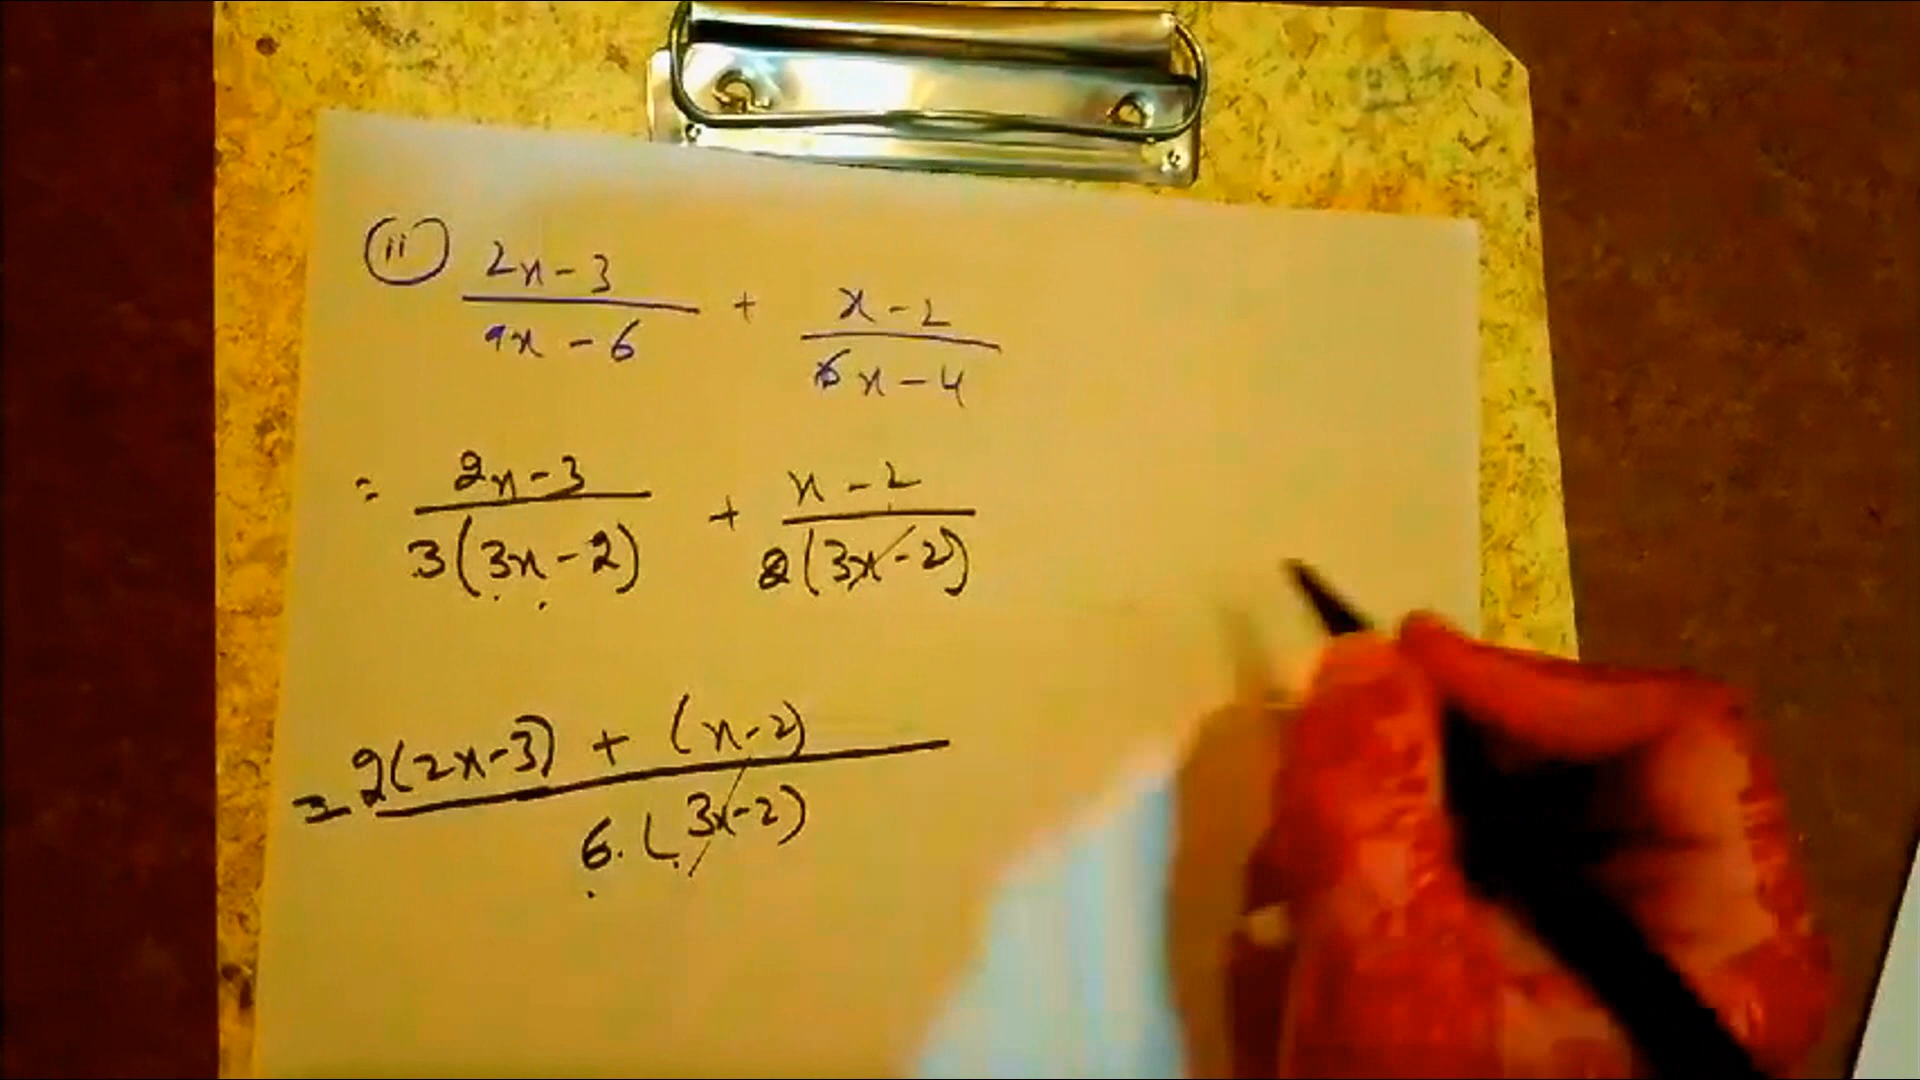 (ii) (2x-3)/(9x-6) + (x-2)/(6x-4)
= (2x-3)/(3(3x-2)) + (x-2)/(2(3x-2))
= (2(2x-3) + (x-2))/(6.(3x-2))